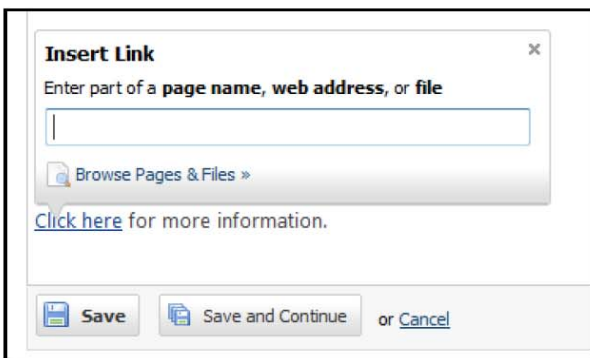 Insert Link
Enter part of a page name, web address, or file
Browse Pages & Files »
Click here for more information.
Save Save and Continue or Cancel